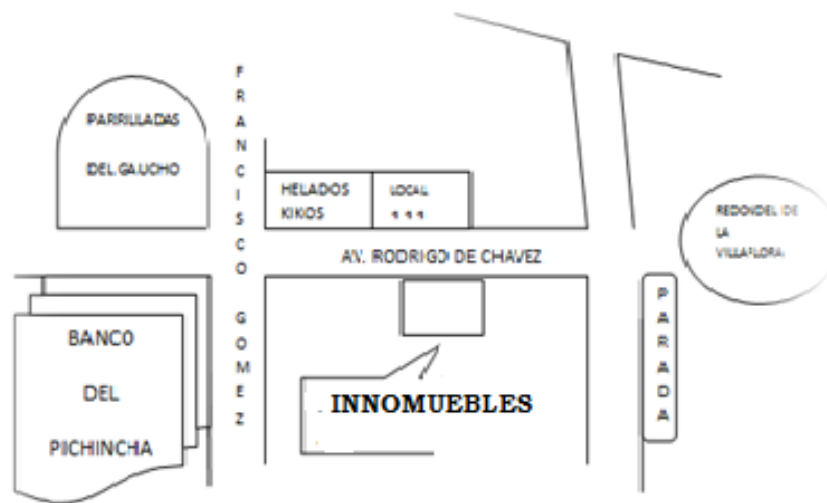 PARRILLADAS
DEL GAUCHO
FRANCISCO GOMEZ
HELADOS
KIKOS
LOCAL
REDONDEL DE
LA
VILLAFLORA
AV. RODRIGO DE CHAVEZ
BANCO
DEL
PICHINCHA
INNOMUEBLES
PARADA